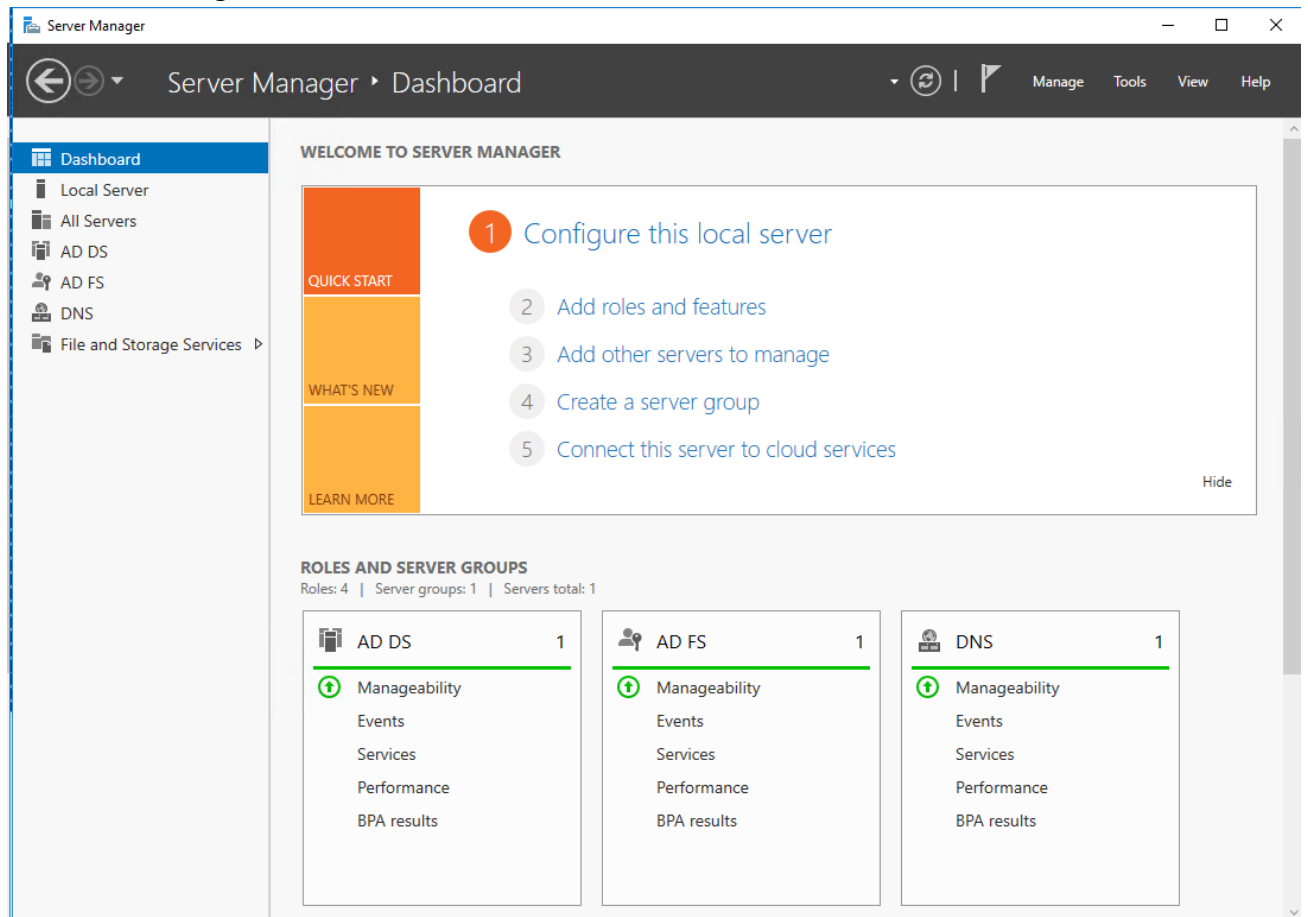 Server Manager
Server Manager ‣ Dashboard
Manage Tools View Help
Dashboard
Local Server
All Servers
AD DS
AD FS
DNS
File and Storage Services
WELCOME TO SERVER MANAGER
QUICK START
WHAT'S NEW
LEARN MORE
1 Configure this local server
2 Add roles and features
3 Add other servers to manage
4 Create a server group
5 Connect this server to cloud services
Hide
ROLES AND SERVER GROUPS
Roles: 4 | Server groups: 1 | Servers total: 1
AD DS 1
Manageability
Events
Services
Performance
BPA results
AD FS 1
Manageability
Events
Services
Performance
BPA results
DNS 1
Manageability
Events
Services
Performance
BPA results